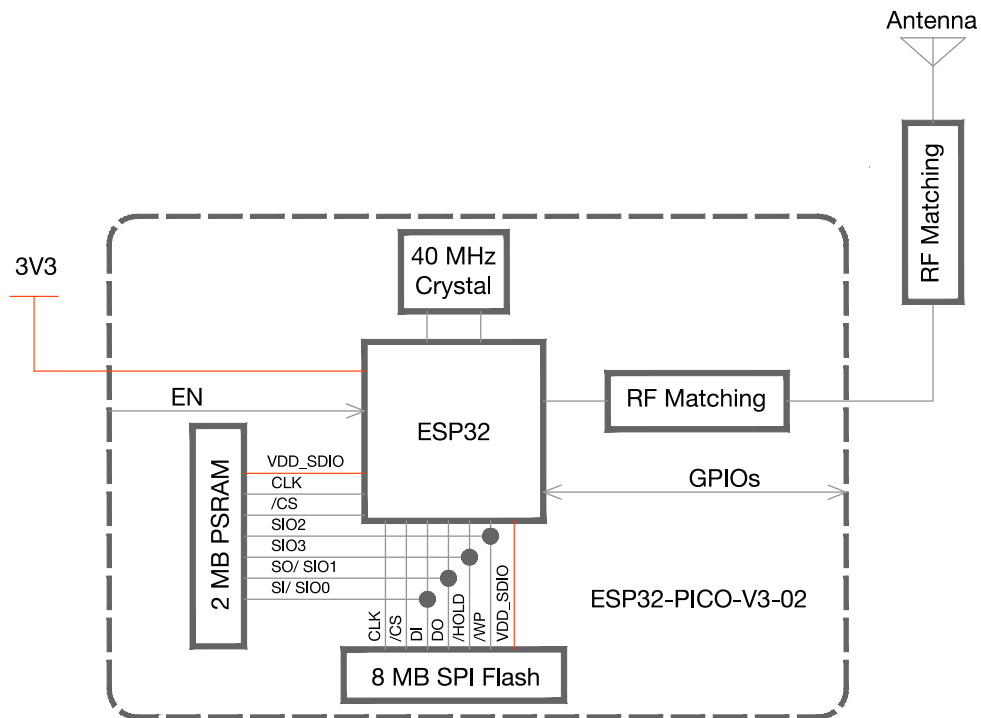 Antenna
RF Matching
40 MHz
Crystal
3V3
EN
ESP32
RF Matching
GPIOs
2 MB PSRAM
VDD_SDIO
CLK
/CS
SIO2
SIO3
SO/ SIO1
SI/ SIO0
CLK
/CS
DI
DO
/HOLD
/WP
VDD_SDIO
ESP32-PICO-V3-02
8 MB SPI Flash